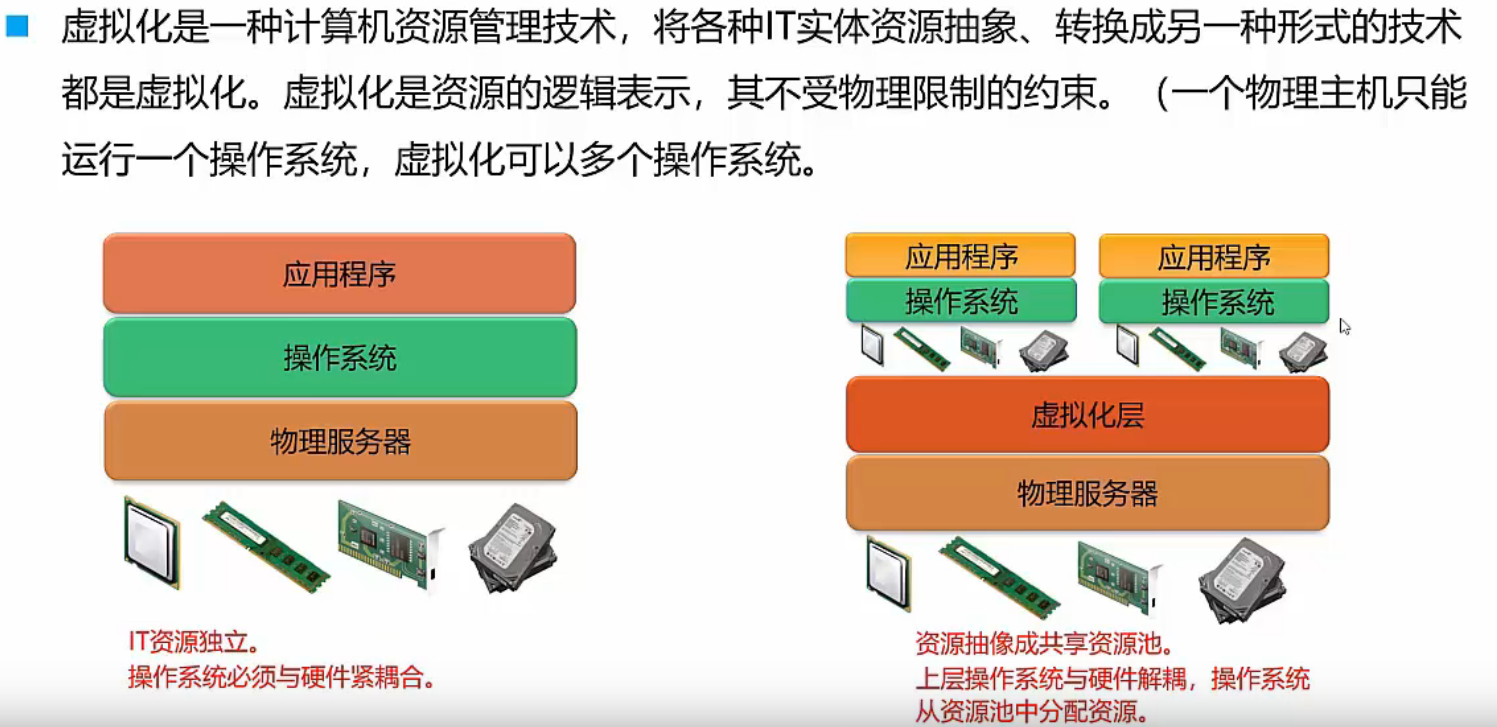 虚拟化是一种计算机资源管理技术，将各种IT实体资源抽象、转换成另一种形式的技术
都是虚拟化。虚拟化是资源的逻辑表示，其不受物理限制的约束。（一个物理主机只能
运行一个操作系统，虚拟化可以多个操作系统。
应用程序
操作系统
物理服务器
IT资源独立。
操作系统必须与硬件紧耦合。
应用程序 应用程序
操作系统 操作系统
虚拟化层
物理服务器
资源抽像成共享资源池。
上层操作系统与硬件解耦，操作系统
从资源池中分配资源。